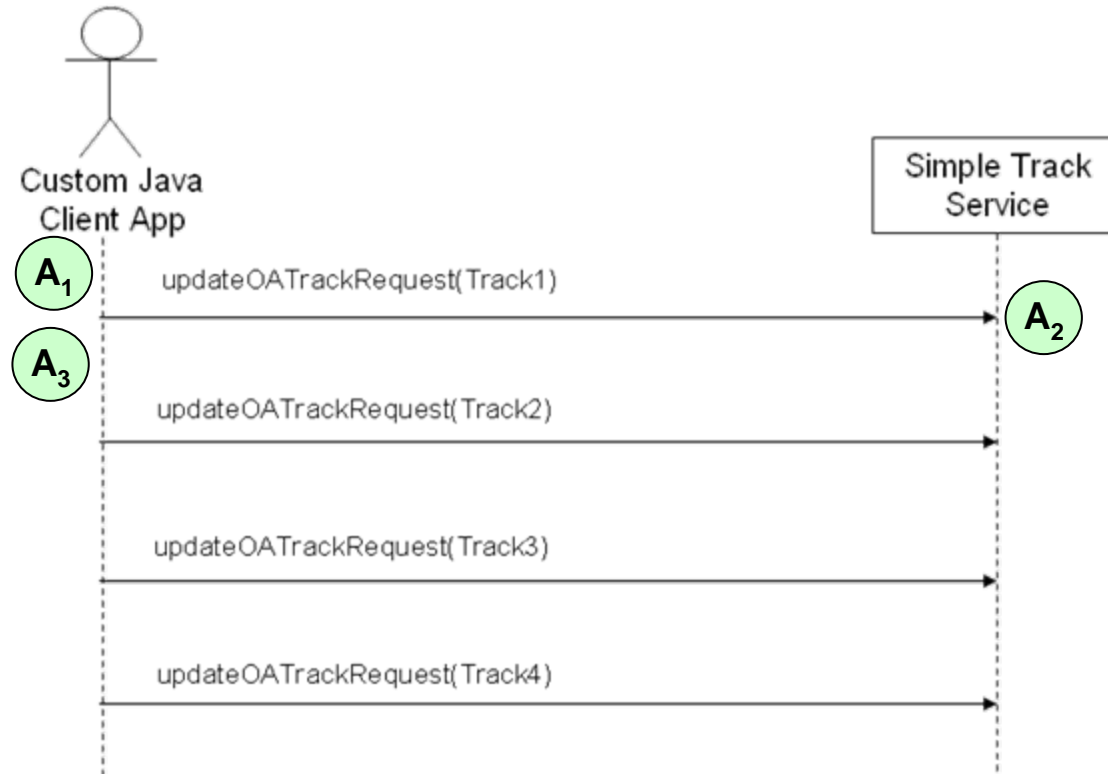 Custom Java
Client App
Simple Track
Service
A₁
updateOATrackRequest(Track1)
A₂
A₃
updateOATrackRequest(Track2)
updateOATrackRequest(Track3)
updateOATrackRequest(Track4)